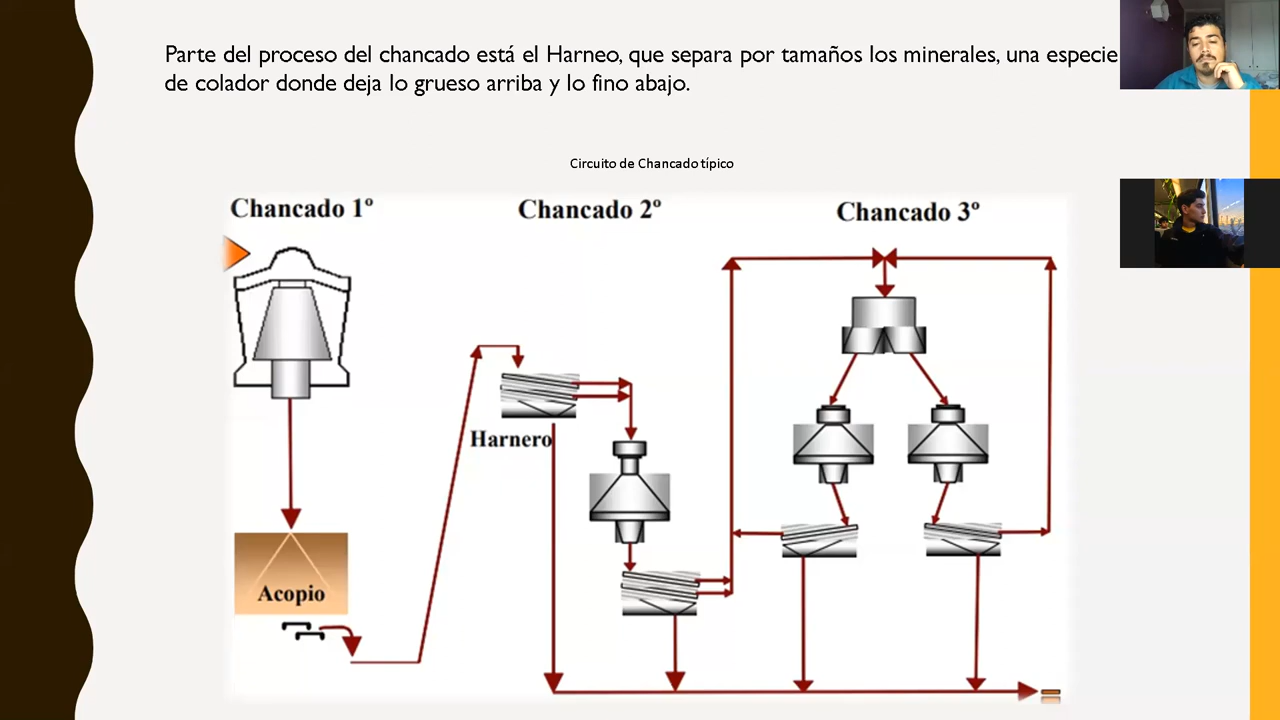 Parte del proceso del chancado está el Harneo, que separa por tamaños los minerales, una especie
de colador donde deja lo grueso arriba y lo fino abajo.
Circuito de Chancado típico
Chancado 1º
Chancado 2º
Chancado 3º
Harnero
Acopio